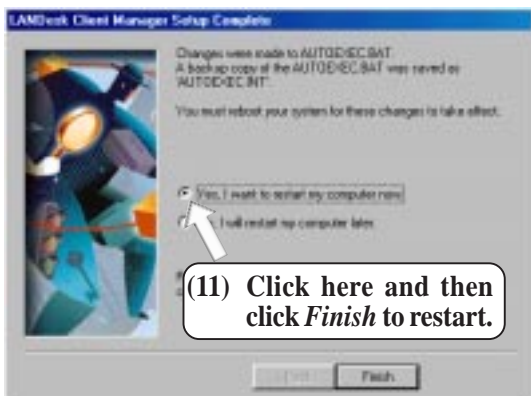 LANDesk Client Manager Setup Complete
Changes were made to AUTOEXEC.BAT.
A backup copy of the AUTOEXEC.BAT was saved as
'AUTOEXEC.INT'.
You must reboot your system for these changes to take effect.
Yes, I want to restart my computer now.
I will restart my computer later.
(11) Click here and then
click Finish to restart.
Finish